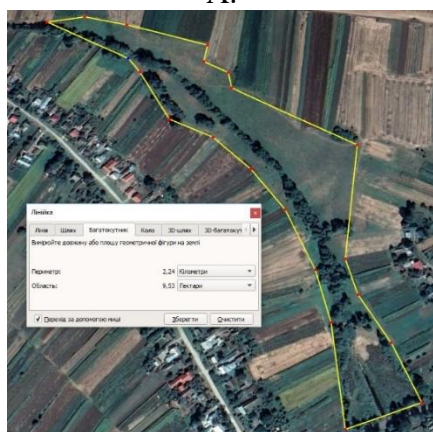 А.
Лінійка
Лінія Шлях Багатокутник Коло 3D-шлях 3D-багатокут
Виміряйте довжину або площу геометричної фігури на землі
Периметр: 2,24 Кілометри
Область: 9,53 Гектари
Перехід за допомогою миші Зберегти Очистити